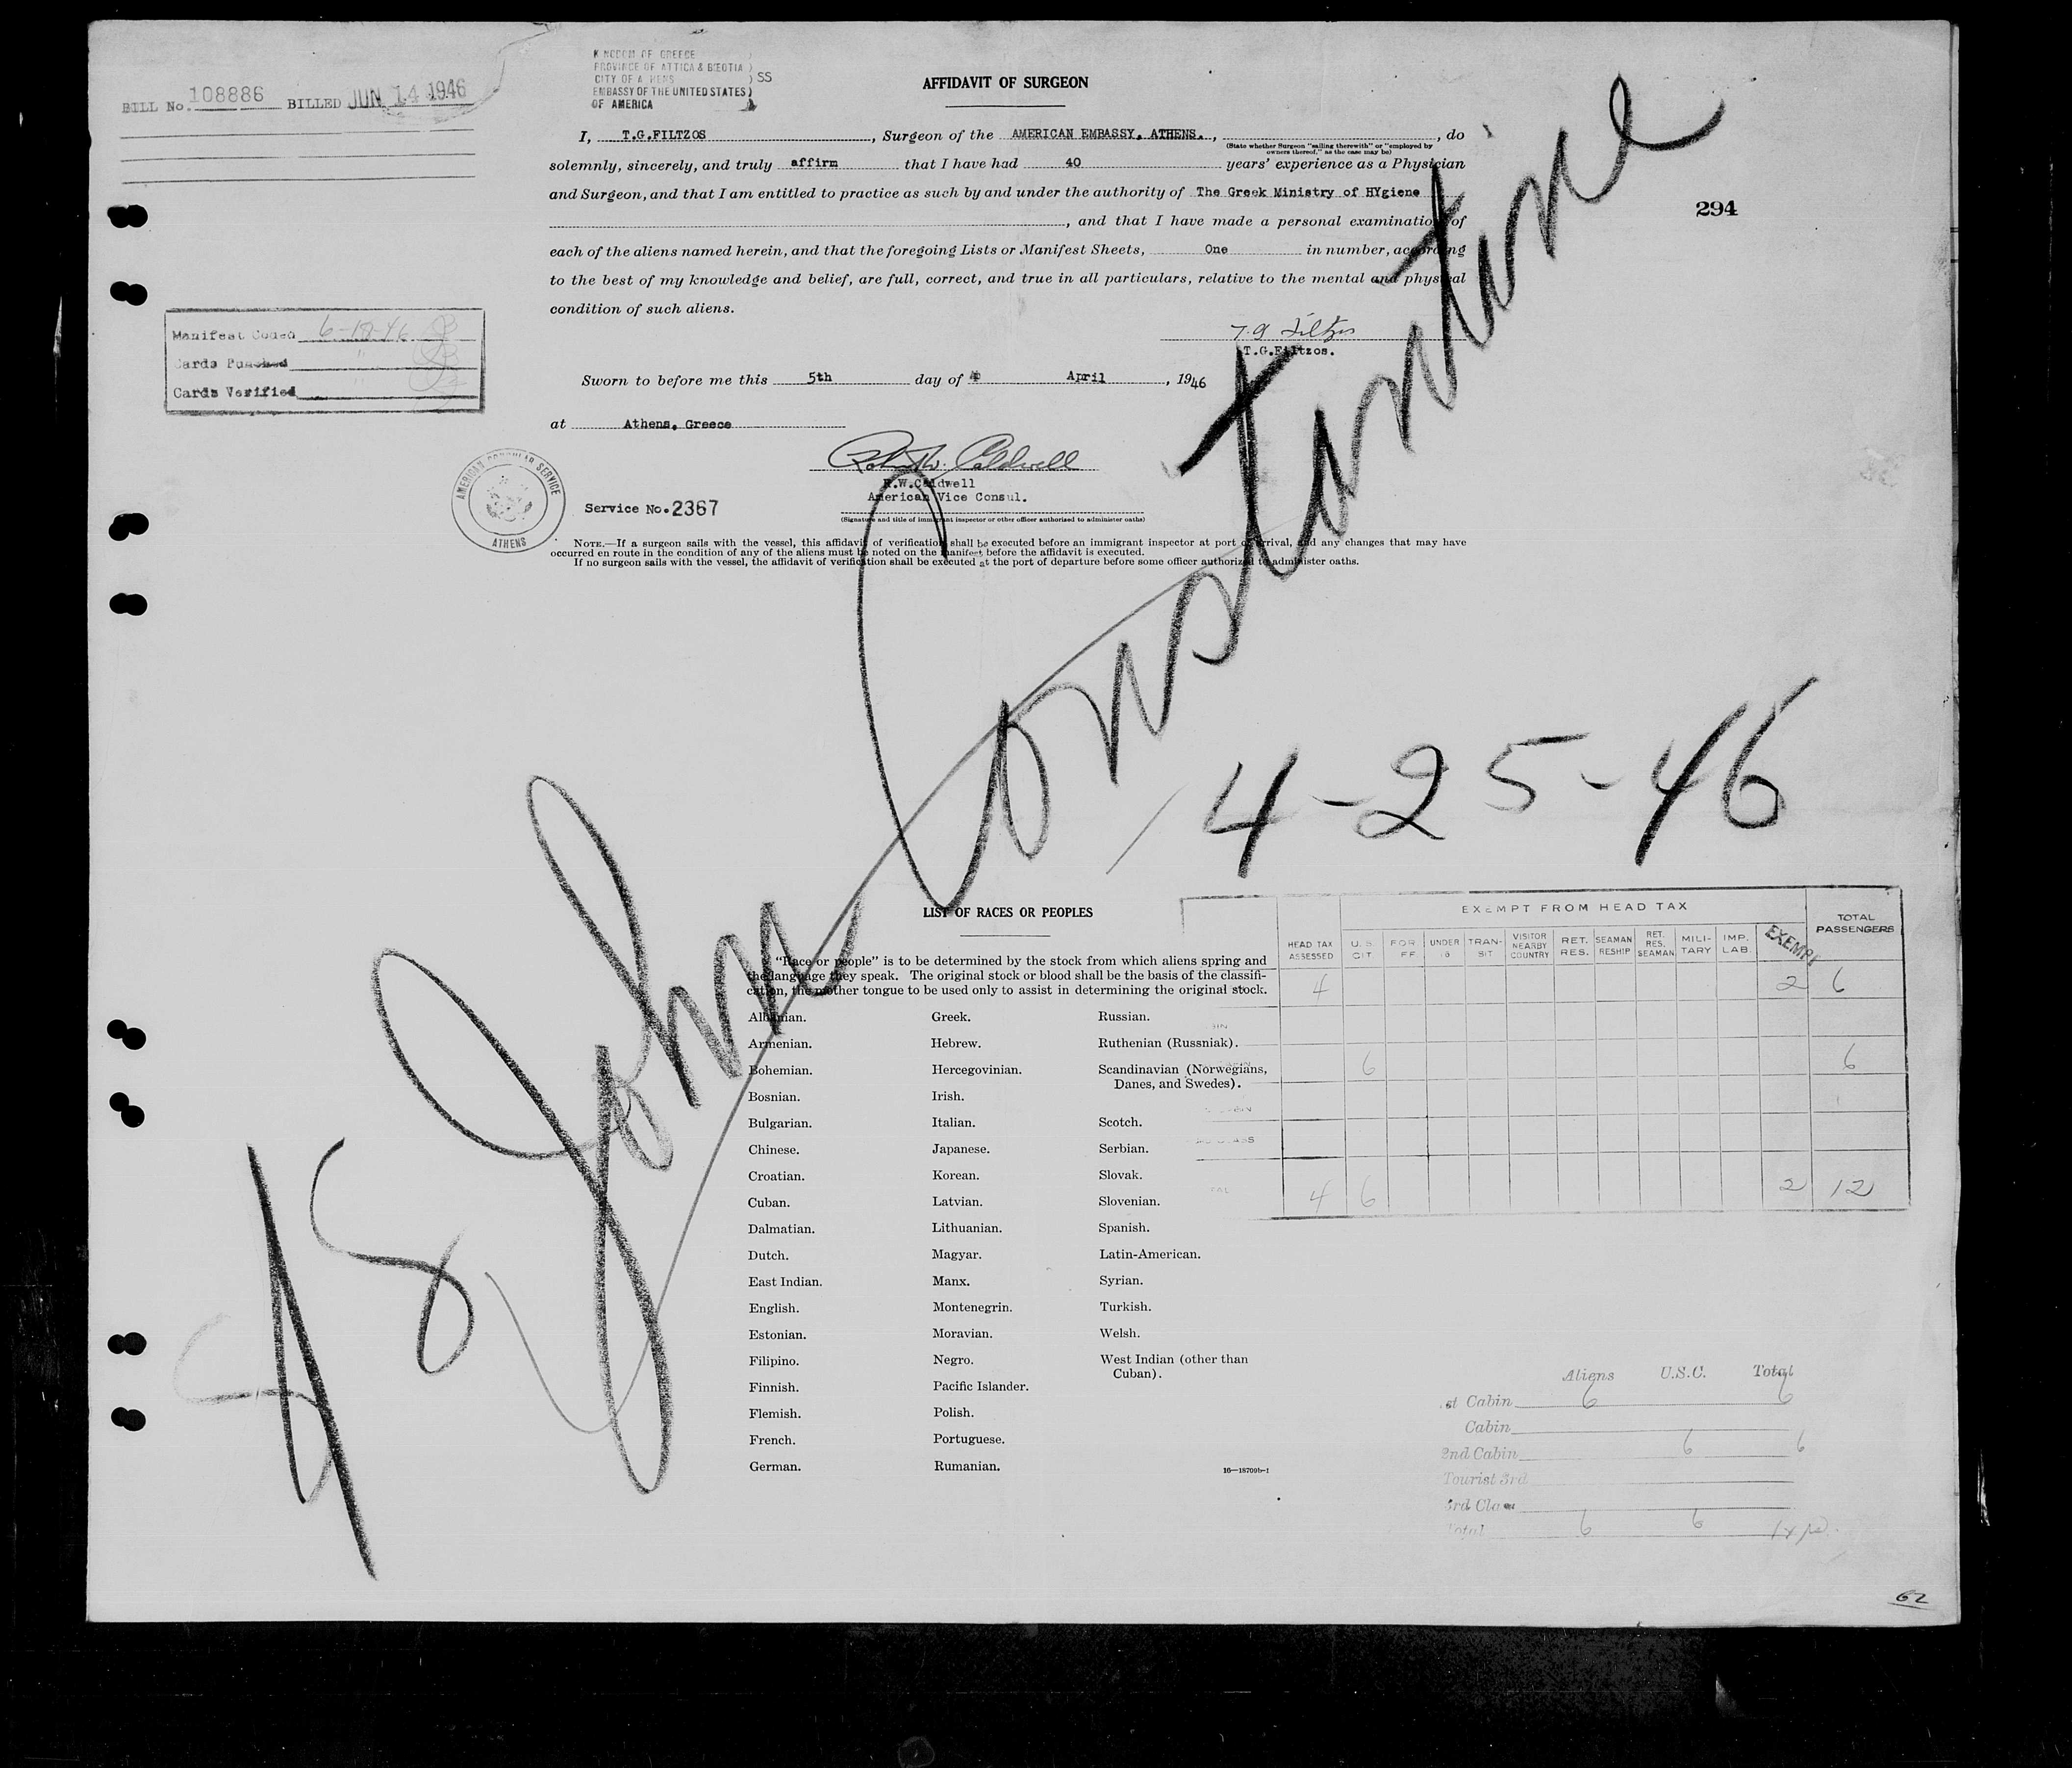 BILL No. 108886 BILLED JUN 14 1946
KINGDOM OF GREECE )
PROVINCE OF ATTICA & BŒOTIA )
CITY OF ATHENS ) SS
EMBASSY OF THE UNITED STATES )
OF AMERICA )
AFFIDAVIT OF SURGEON
I, T.G.FILTZOS, Surgeon of the AMERICAN EMBASSY, ATHENS., , do
(State whether Surgeon "sailing therewith" or "employed by
owners thereof," as the case may be)
solemnly, sincerely, and truly affirm that I have had 40 years' experience as a Physician
and Surgeon, and that I am entitled to practice as such by and under the authority of The Greek Ministry of HYgiene
, and that I have made a personal examination of
each of the aliens named herein, and that the foregoing Lists or Manifest Sheets, One in number, according
to the best of my knowledge and belief, are full, correct, and true in all particulars, relative to the mental and physical
condition of such aliens.
294
T.G Filtzos
T.G.Filtzos.
Manifest Coded 6-18-46
Cards Punched "
Cards Verified "
Sworn to before me this 5th day of April, 1946
at Athens, Greece
Robert W. Caldwell
R.W.Caldwell
American Vice Consul.
(Signature and title of immigrant inspector or other officer authorized to administer oaths)
AMERICAN CONSULAR SERVICE
ATHENS
Service No. 2367
NOTE.—If a surgeon sails with the vessel, this affidavit of verification shall be executed before an immigrant inspector at port of arrival, and any changes that may have
occurred en route in the condition of any of the aliens must be noted on the manifest before the affidavit is executed.
If no surgeon sails with the vessel, the affidavit of verification shall be executed at the port of departure before some officer authorized to administer oaths.
SS John Constantine
4-25-46
LIST OF RACES OR PEOPLES
"Race or people" is to be determined by the stock from which aliens spring and
the language they speak. The original stock or blood shall be the basis of the classifi-
cation, the mother tongue to be used only to assist in determining the original stock.
Albanian.
Armenian.
Bohemian.
Bosnian.
Bulgarian.
Chinese.
Croatian.
Cuban.
Dalmatian.
Dutch.
East Indian.
English.
Estonian.
Filipino.
Finnish.
Flemish.
French.
German.
Greek.
Hebrew.
Hercegovinian.
Irish.
Italian.
Japanese.
Korean.
Latvian.
Lithuanian.
Magyar.
Manx.
Montenegrin.
Moravian.
Negro.
Pacific Islander.
Polish.
Portuguese.
Rumanian.
Russian.
Ruthenian (Russniak).
Scandinavian (Norwegians,
Danes, and Swedes).
Scotch.
Serbian.
Slovak.
Slovenian.
Spanish.
Latin-American.
Syrian.
Turkish.
Welsh.
West Indian (other than
Cuban).
16—18709b-1
EXEMPT FROM HEAD TAX
HEAD TAX ASSESSED U.S. CIT FOR FF UNDER 16 TRAN-SIT VISITOR NEARBY COUNTRY RET. RES. SEAMAN RESHIP RET. RES. SEAMAN MILI-TARY IMP. LAB. EXEMPT TOTAL PASSENGERS
4 2 6
6 6
4 6 2 12
Aliens U.S.C. Total
st Cabin 6 6
Cabin
2nd Cabin 6 6
Tourist 3rd
3rd Class
Total 6 6
62